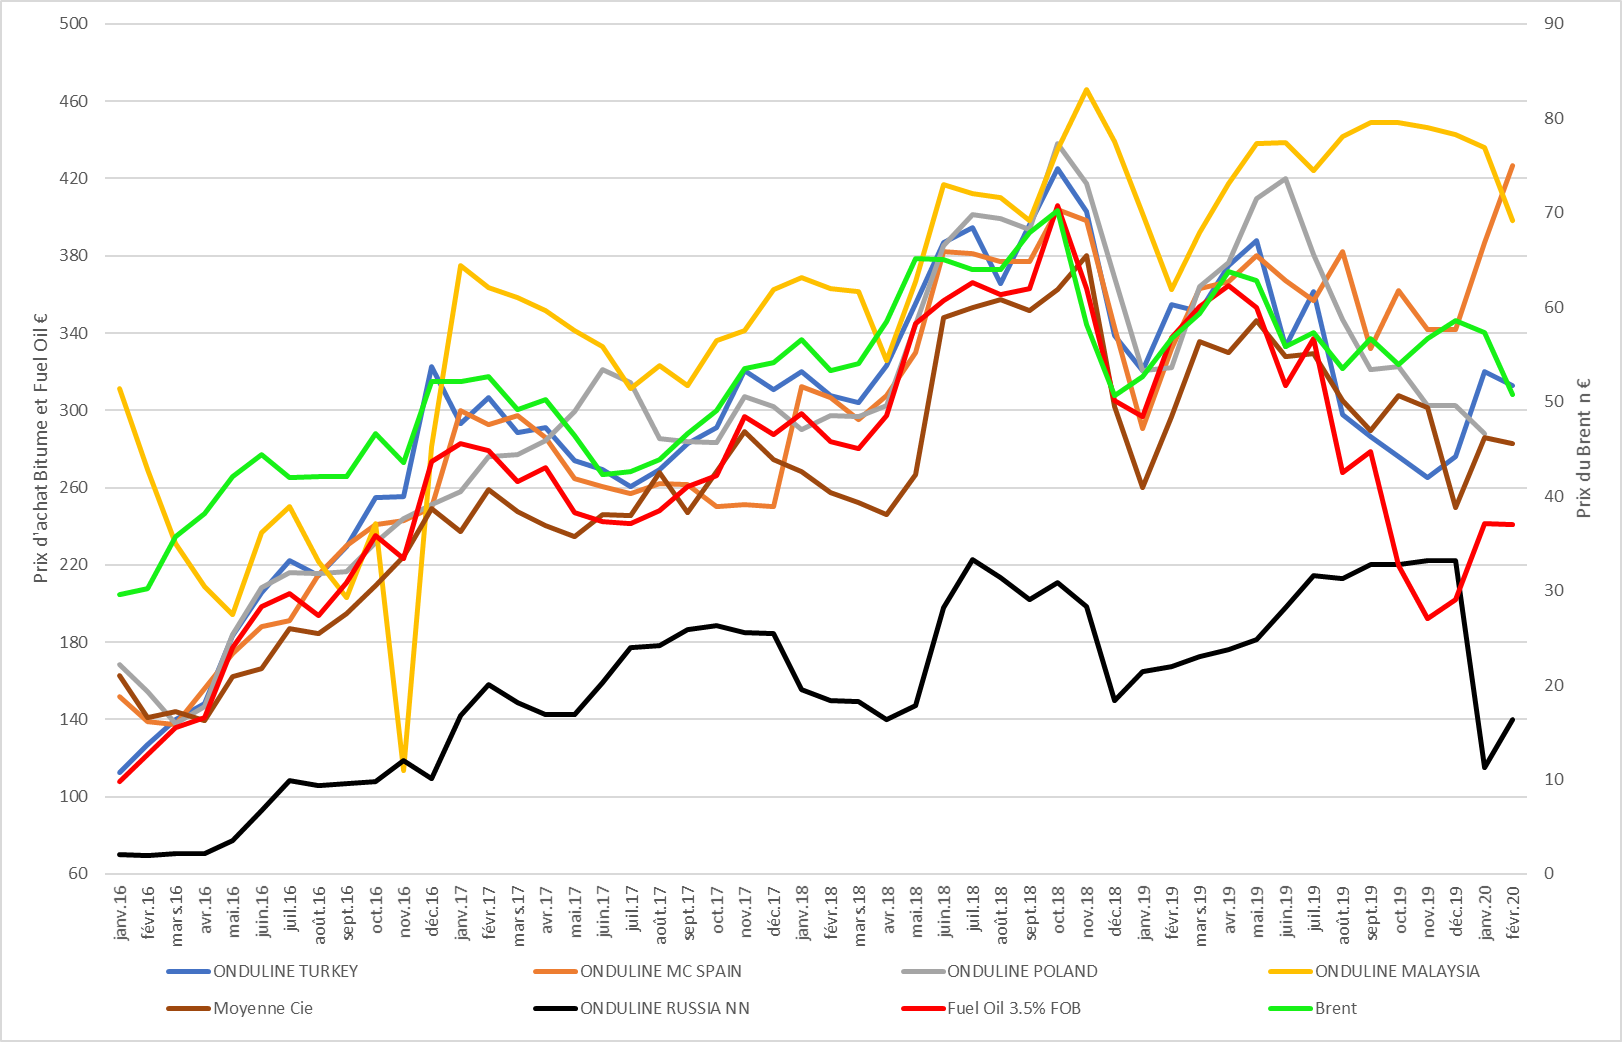 500
460
420
380
340
300
260
220
180
140
100
60
Prix d'achat Bitume et Fuel Oil €
90
80
70
60
50
40
30
20
10
0
Prix du Brent n €
janv.16
févr.16
mars.16
avr.16
mai.16
juin.16
juil.16
août.16
sept.16
oct.16
nov.16
déc.16
janv.17
févr.17
mars.17
avr.17
mai.17
juin.17
juil.17
août.17
sept.17
oct.17
nov.17
déc.17
janv.18
févr.18
mars.18
avr.18
mai.18
juin.18
juil.18
août.18
sept.18
oct.18
nov.18
déc.18
janv.19
févr.19
mars.19
avr.19
mai.19
juin.19
juil.19
août.19
sept.19
oct.19
nov.19
déc.19
janv.20
févr.20
ONDULINE TURKEY
ONDULINE MC SPAIN
ONDULINE POLAND
ONDULINE MALAYSIA
Moyenne Cie
ONDULINE RUSSIA NN
Fuel Oil 3.5% FOB
Brent